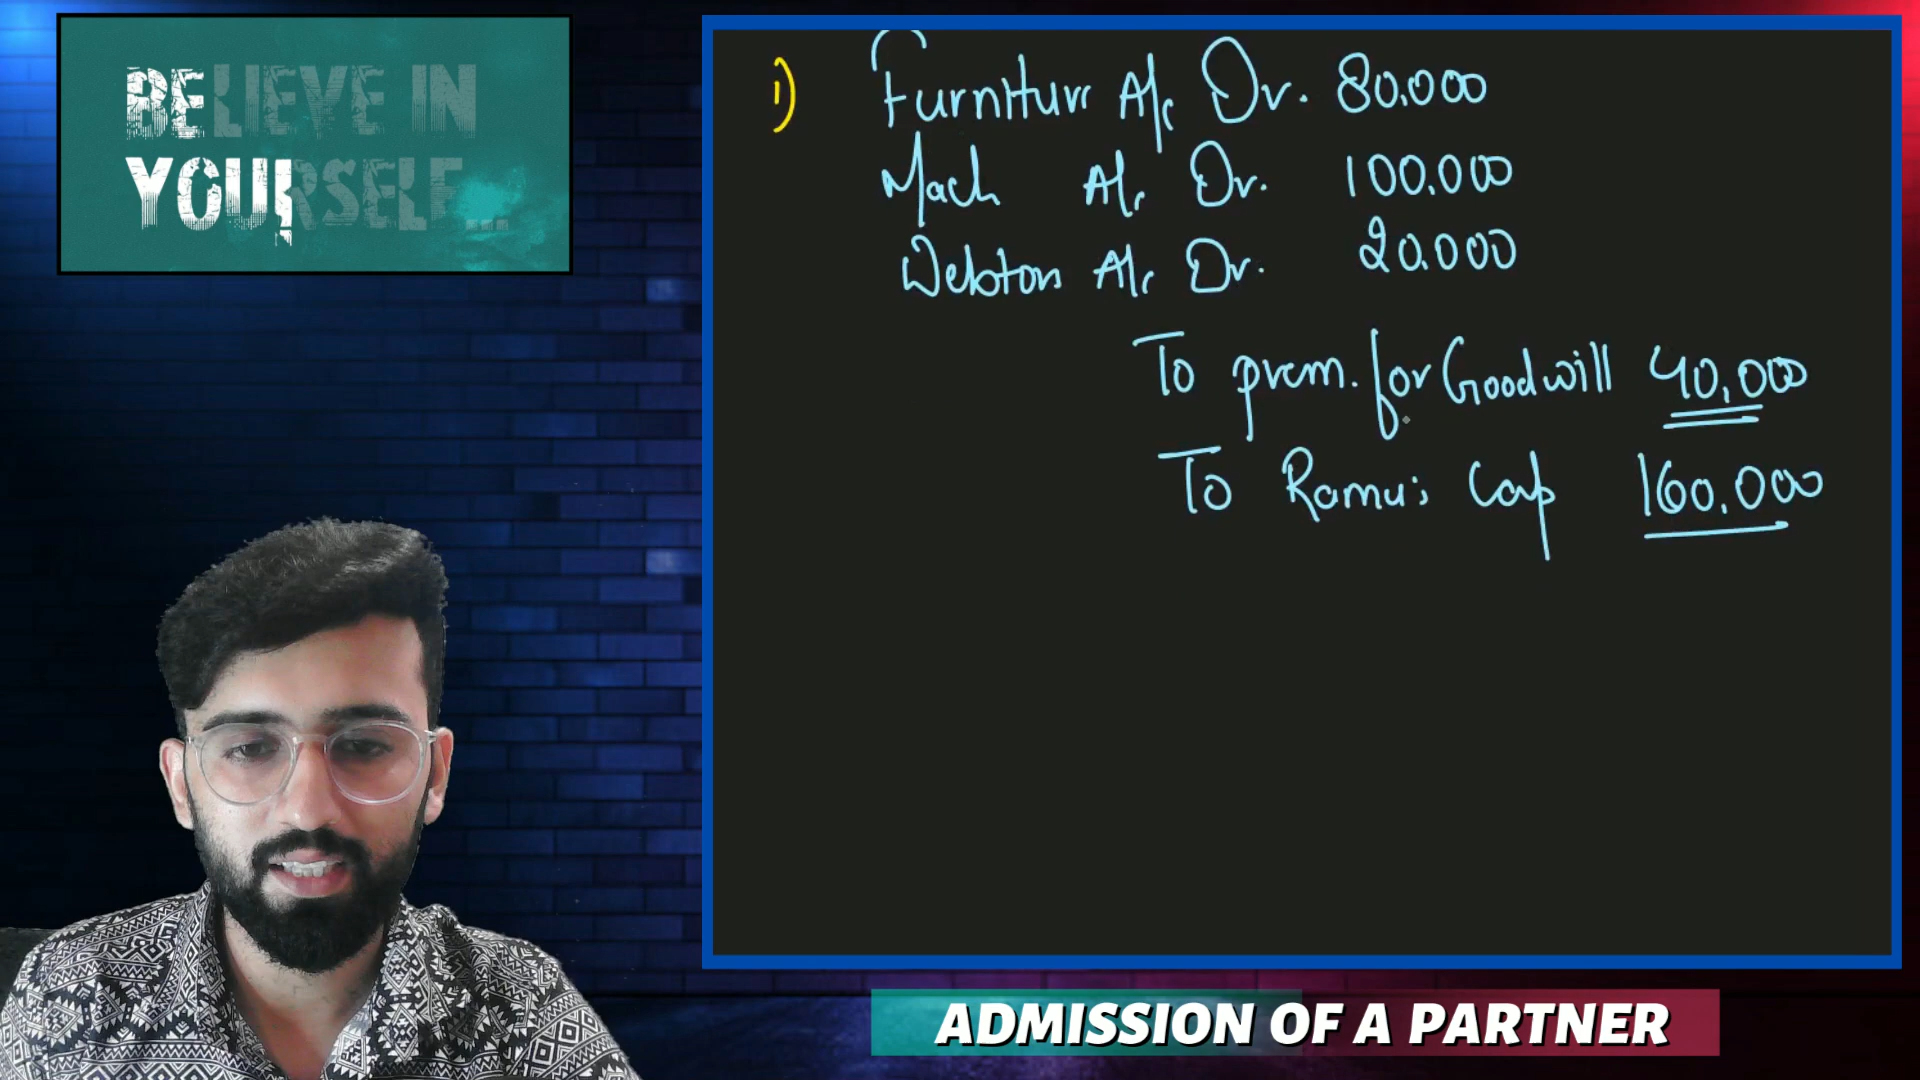 BELIEVE IN
YOURSELF...
1) Furniture A/c Dr. 80,000
Mach A/c Dr. 100,000
Debtors A/c Dr. 20,000
To prem. for Goodwill 40,000
To Ramu's Cap 160,000
ADMISSION OF A PARTNER